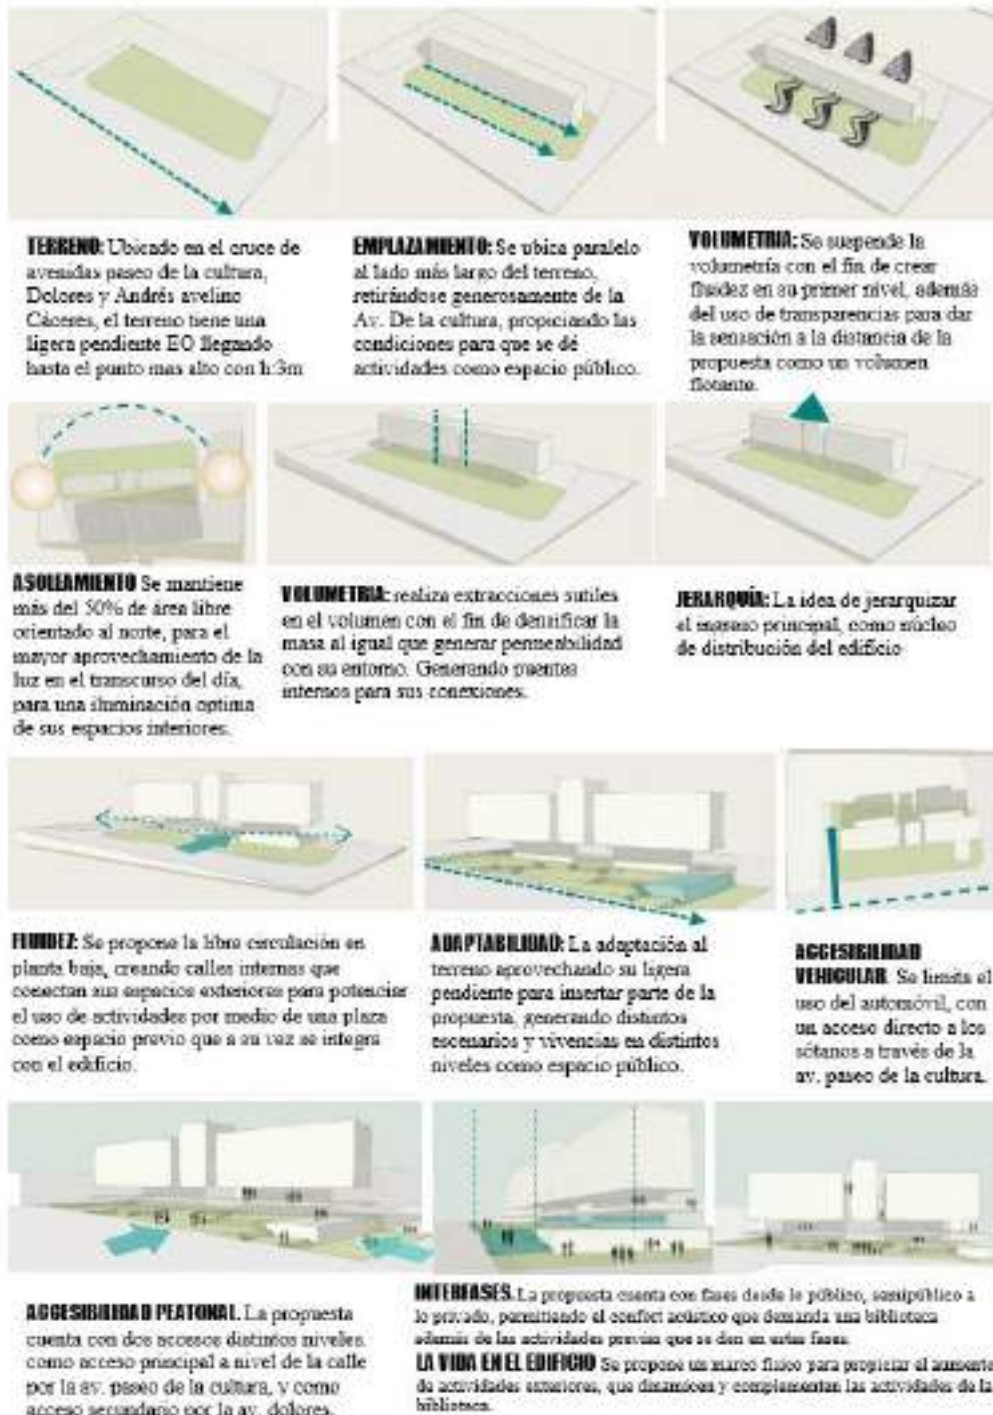 TERRENO: Ubicado en el cruce de
avenidas paseo de la cultura,
Dolores y Andrés avelino
Cáceres, el terreno tiene una
ligera pendiente EO llegando
hasta el punto mas alto con h:3m
EMPLAZAMIENTO: Se ubica paralelo
al lado más largo del terreno,
retirándose generosamente de la
Av. De la cultura, propiciando las
condiciones para que se dé
actividades como espacio público.
VOLUMETRIA: Se suspende la
volumetría con el fin de crear
fluidez en su primer nivel, además
del uso de transparencias para dar
la sensación a la distancia de la
propuesta como un volumen
flotante.
ASOLEAMIENTO Se mantiene
más del 50% de área libre
orientado al norte, para el
mayor aprovechamiento de la
luz en el transcurso del día,
para una iluminación optima
de sus espacios interiores.
VOLUMETRIA: realiza extracciones sutiles
en el volumen con el fin de densificar la
masa al igual que generar permeabilidad
con su entorno. Generando puentes
internos para sus conexiones.
JERARQUÍA: La idea de jerarquizar
el ingreso principal, como núcleo
de distribución del edificio
FLUIDEZ: Se propone la libre circulación en
planta baja, creando calles internas que
conectan sus espacios exteriores para potenciar
el uso de actividades por medio de una plaza
como espacio previo que a su vez se integra
con el edificio.
ADAPTABILIDAD: La adaptación al
terreno aprovechando su ligera
pendiente para insertar parte de la
propuesta, generando distintos
escenarios y vivencias en distintos
niveles como espacio público.
ACCESIBILIDAD
VEHICULAR. Se limita el
uso del automóvil, con
un acceso directo a los
sótanos a través de la
av. paseo de la cultura.
ACCESIBILIDAD PEATONAL. La propuesta
cuenta con dos accesos distintos niveles.
como acceso principal a nivel de la calle
por la av. paseo de la cultura, y como
acceso secundario por la av. dolores.
INTERFASES. La propuesta cuenta con fases desde lo público, semipúblico a
lo privado, permitiendo el confort acústico que demanda una biblioteca
además de las actividades previas que se den en estas fases.
LA VIDA EN EL EDIFICIO Se propone un marco físico para propiciar el aumento
de actividades exteriores, que dinamicen y complementan las actividades de la
biblioteca.